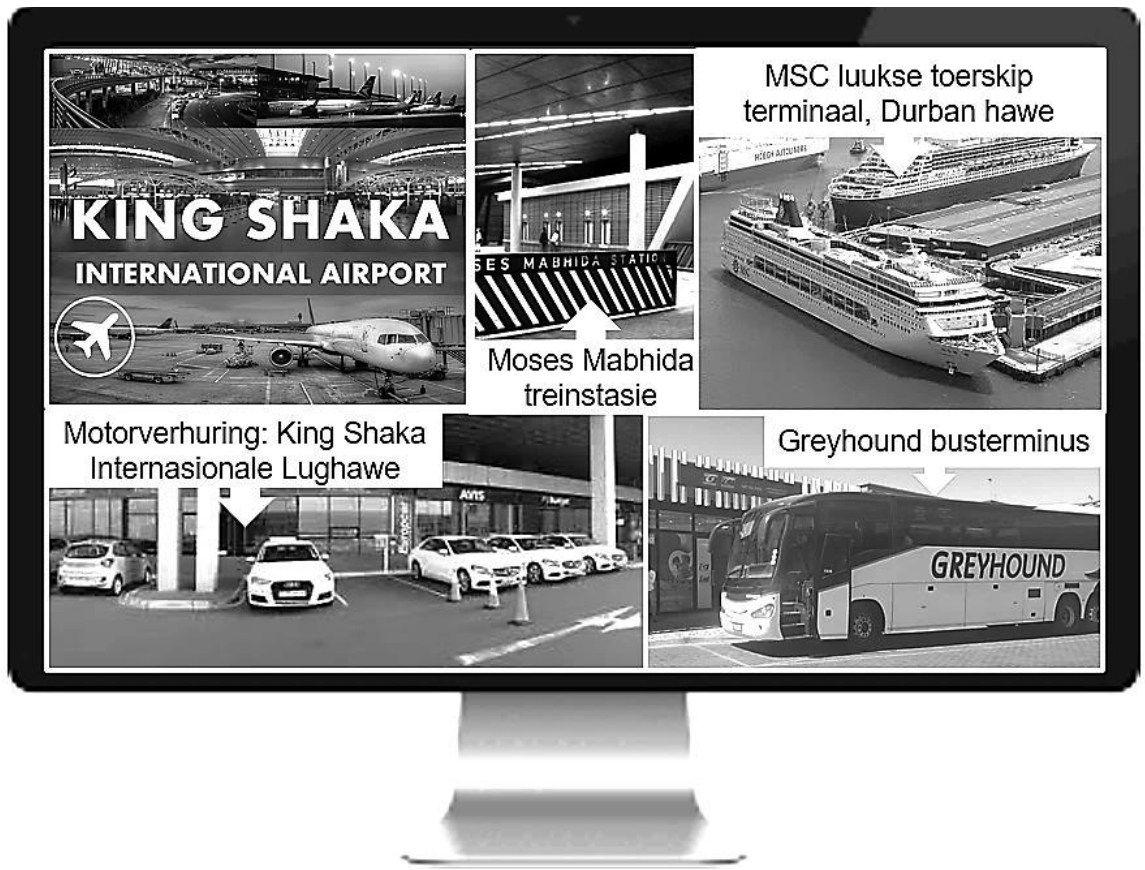 KING SHAKA
INTERNATIONAL AIRPORT
SES MABHIDA STATION
Moses Mabhida
treinstasie
MSC luukse toerskip
terminaal, Durban hawe
Motorverhuring: King Shaka
Internasionale Lughawe
AVIS
Europcar
Greyhound busterminus
GREYHOUND